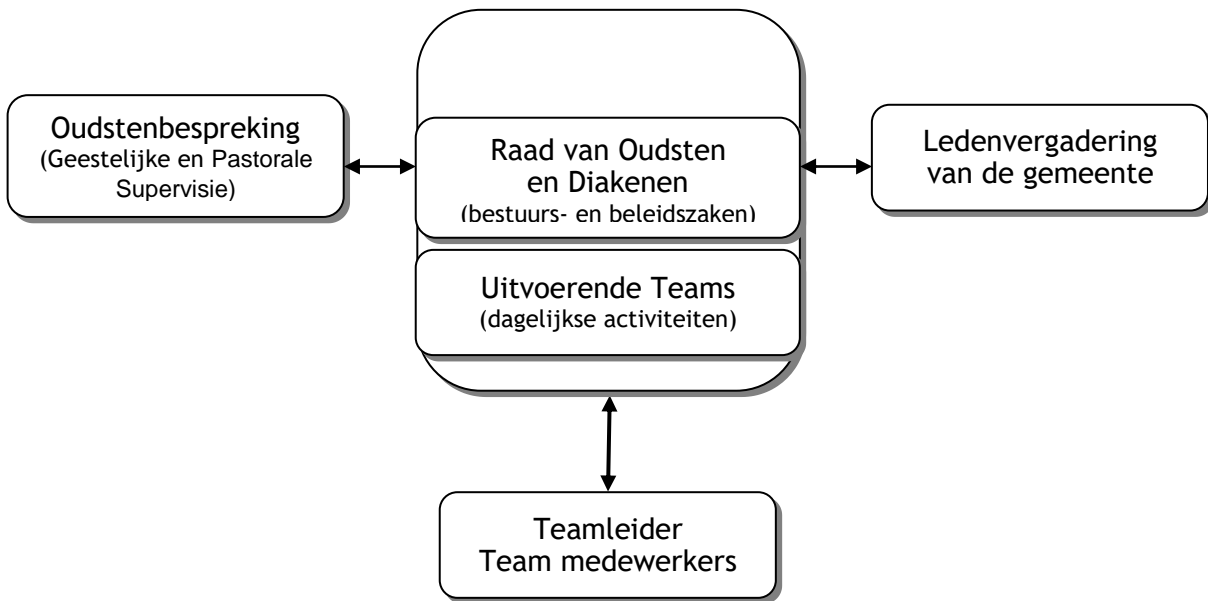 Oudstenbespreking
(Geestelijke en Pastorale
Supervisie)
Raad van Oudsten
en Diakenen
(bestuurs- en beleidszaken)
Ledenvergadering
van de gemeente
Uitvoerende Teams
(dagelijkse activiteiten)
Teamleider
Team medewerkers